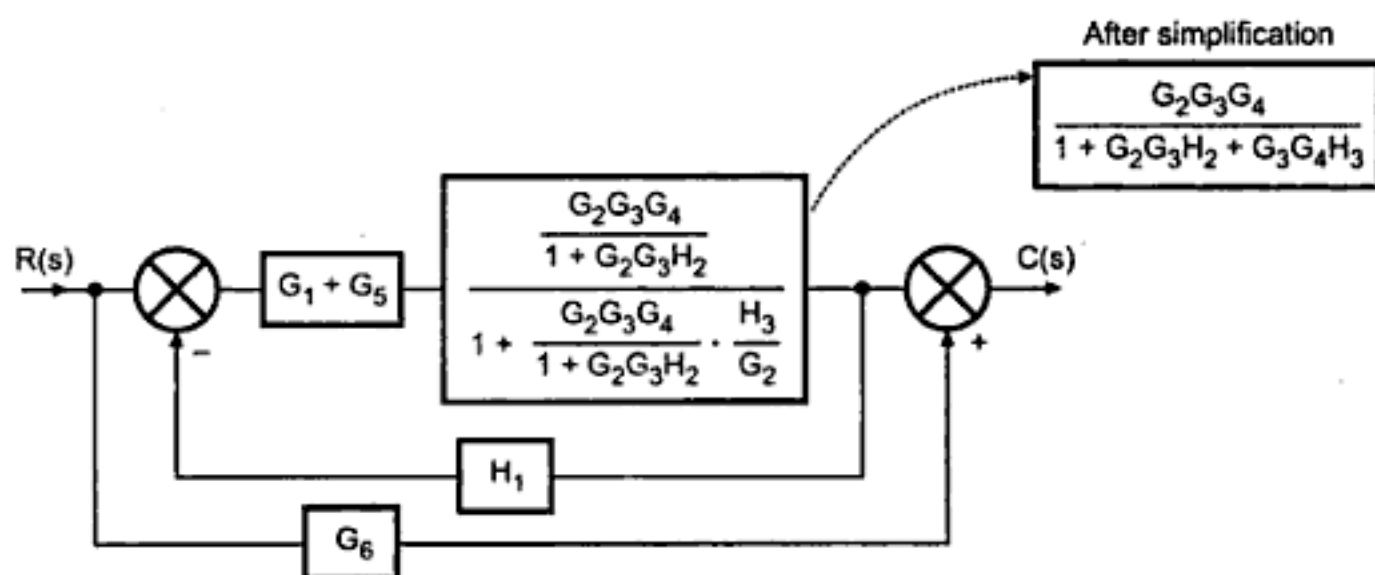 After simplification
G₂G₃G₄
1 + G₂G₃H₂ + G₃G₄H₃
R(s)
G₁ + G₅
G₂G₃G₄
1 + G₂G₃H₂
1 + G₂G₃G₄ / 1 + G₂G₃H₂ · H₃ / G₂
C(s)
−
+
H₁
G₆